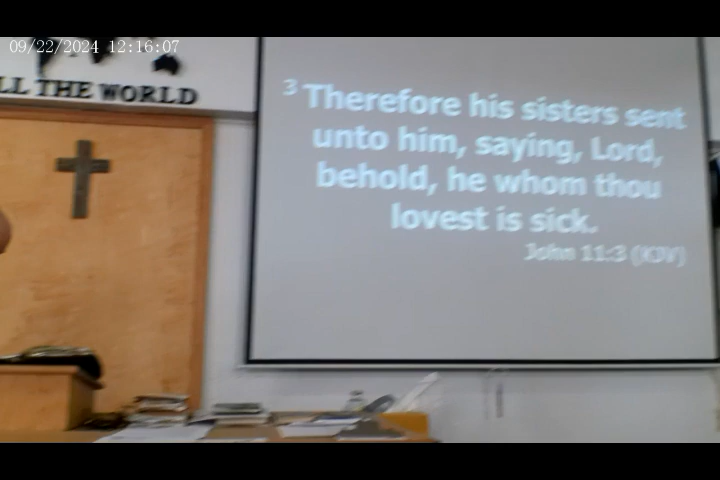 09/22/2024 12:16:07
LL THE WORLD
3 Therefore his sisters sent
unto him, saying, Lord,
behold, he whom thou
lovest is sick.
John 11:3 (KJV)